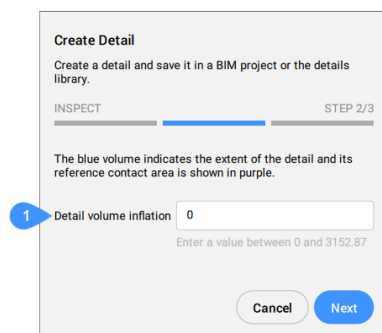 Create Detail
Create a detail and save it in a BIM project or the details
library.
INSPECT STEP 2/3
The blue volume indicates the extent of the detail and its
reference contact area is shown in purple.
1 Detail volume inflation 0
Enter a value between 0 and 3152.87
Cancel Next